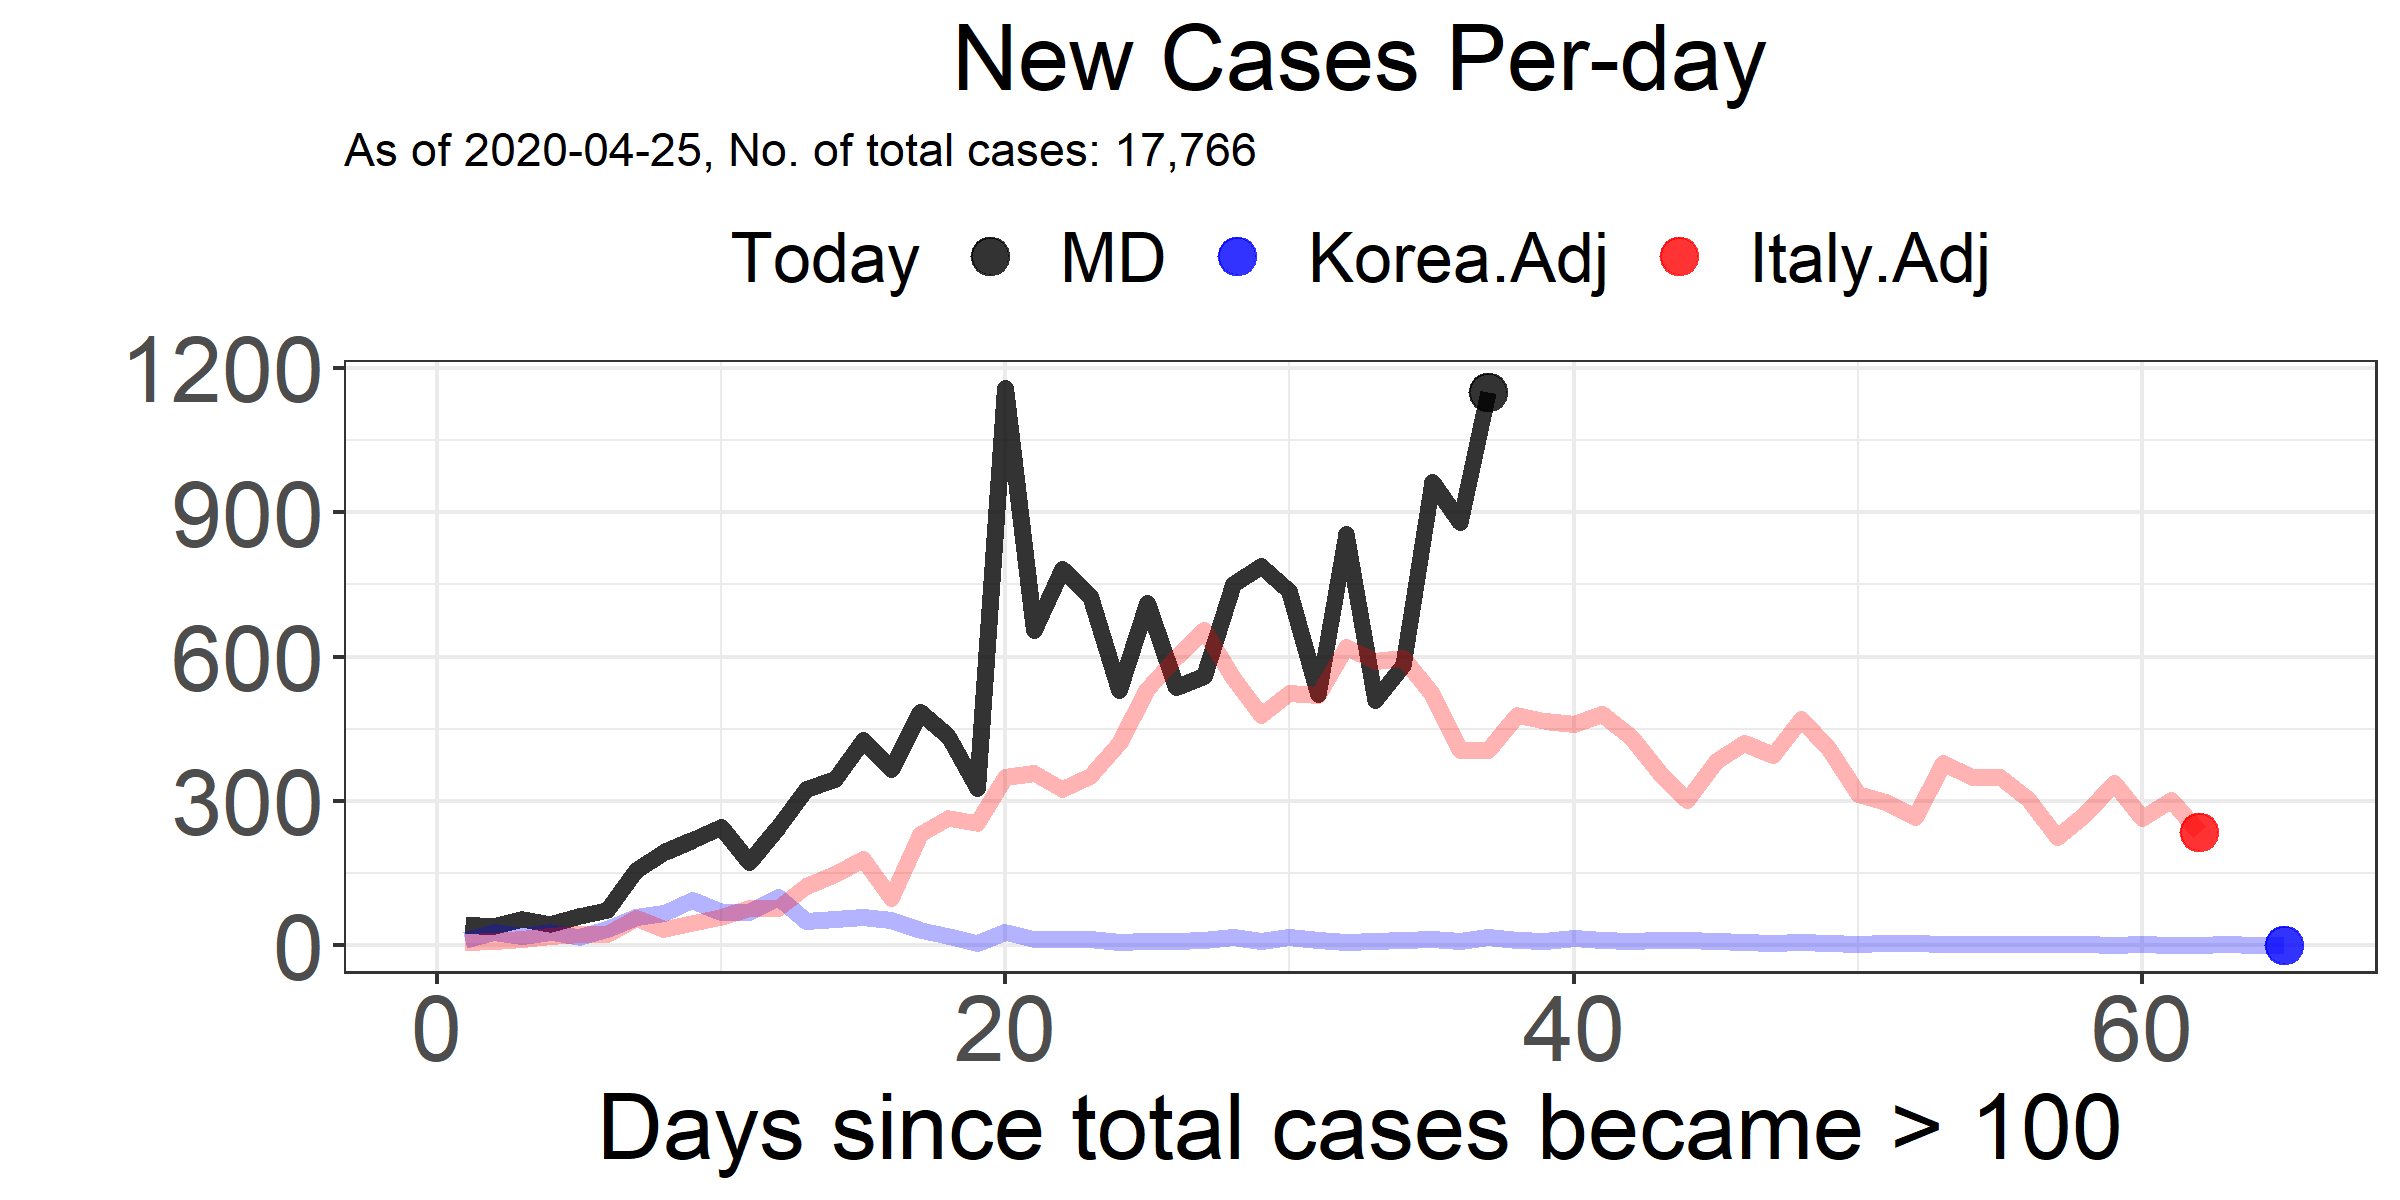 New Cases Per-day
As of 2020-04-25, No. of total cases: 17,766
Today MD Korea.Adj Italy.Adj
1200
900
600
300
0
0 20 40 60
Days since total cases became > 100